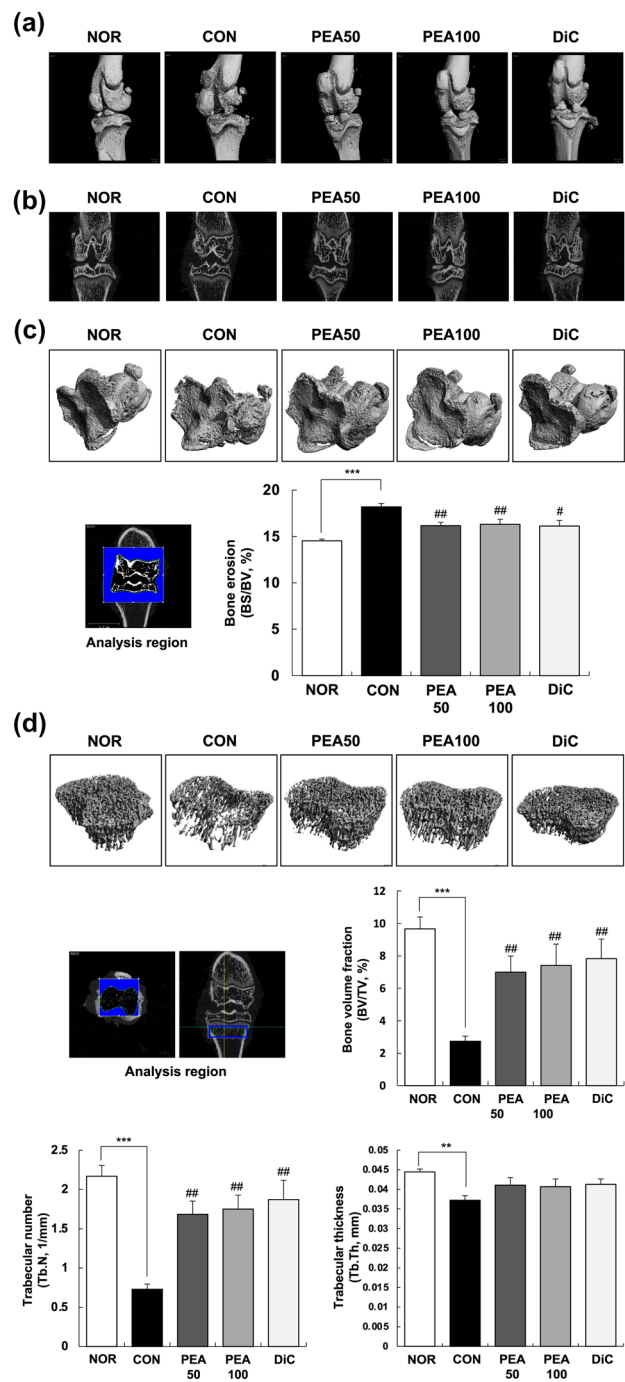 (a)
NOR CON PEA50 PEA100 DiC
(b)
NOR CON PEA50 PEA100 DiC
(c)
NOR CON PEA50 PEA100 DiC
Analysis region
Bone erosion
(BS/BV, %)
20
15
10
5
0
***
##
##
#
NOR CON PEA PEA DiC
50 100
(d)
NOR CON PEA50 PEA100 DiC
Analysis region
Bone volume fraction
(BV/TV, %)
12
10
8
6
4
2
0
***
##
##
##
NOR CON PEA PEA DiC
50 100
Trabecular number
(Tb.N, 1/mm)
2.5
2
1.5
1
0.5
0
***
##
##
##
NOR CON PEA PEA DiC
50 100
Trabecular thickness
(Tb.Th, mm)
0.05
0.045
0.04
0.035
0.03
0.025
0.02
0.015
0.01
0.005
0
**
NOR CON PEA PEA DiC
50 100